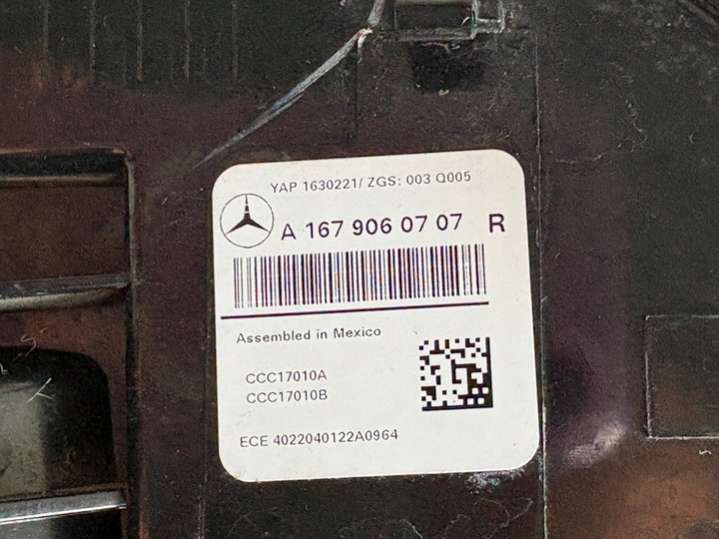 YAP 1630221/ ZGS: 003 Q005
A 167 906 07 07 R
Assembled in Mexico
CCC17010A
CCC17010B
ECE 4022040122A0964